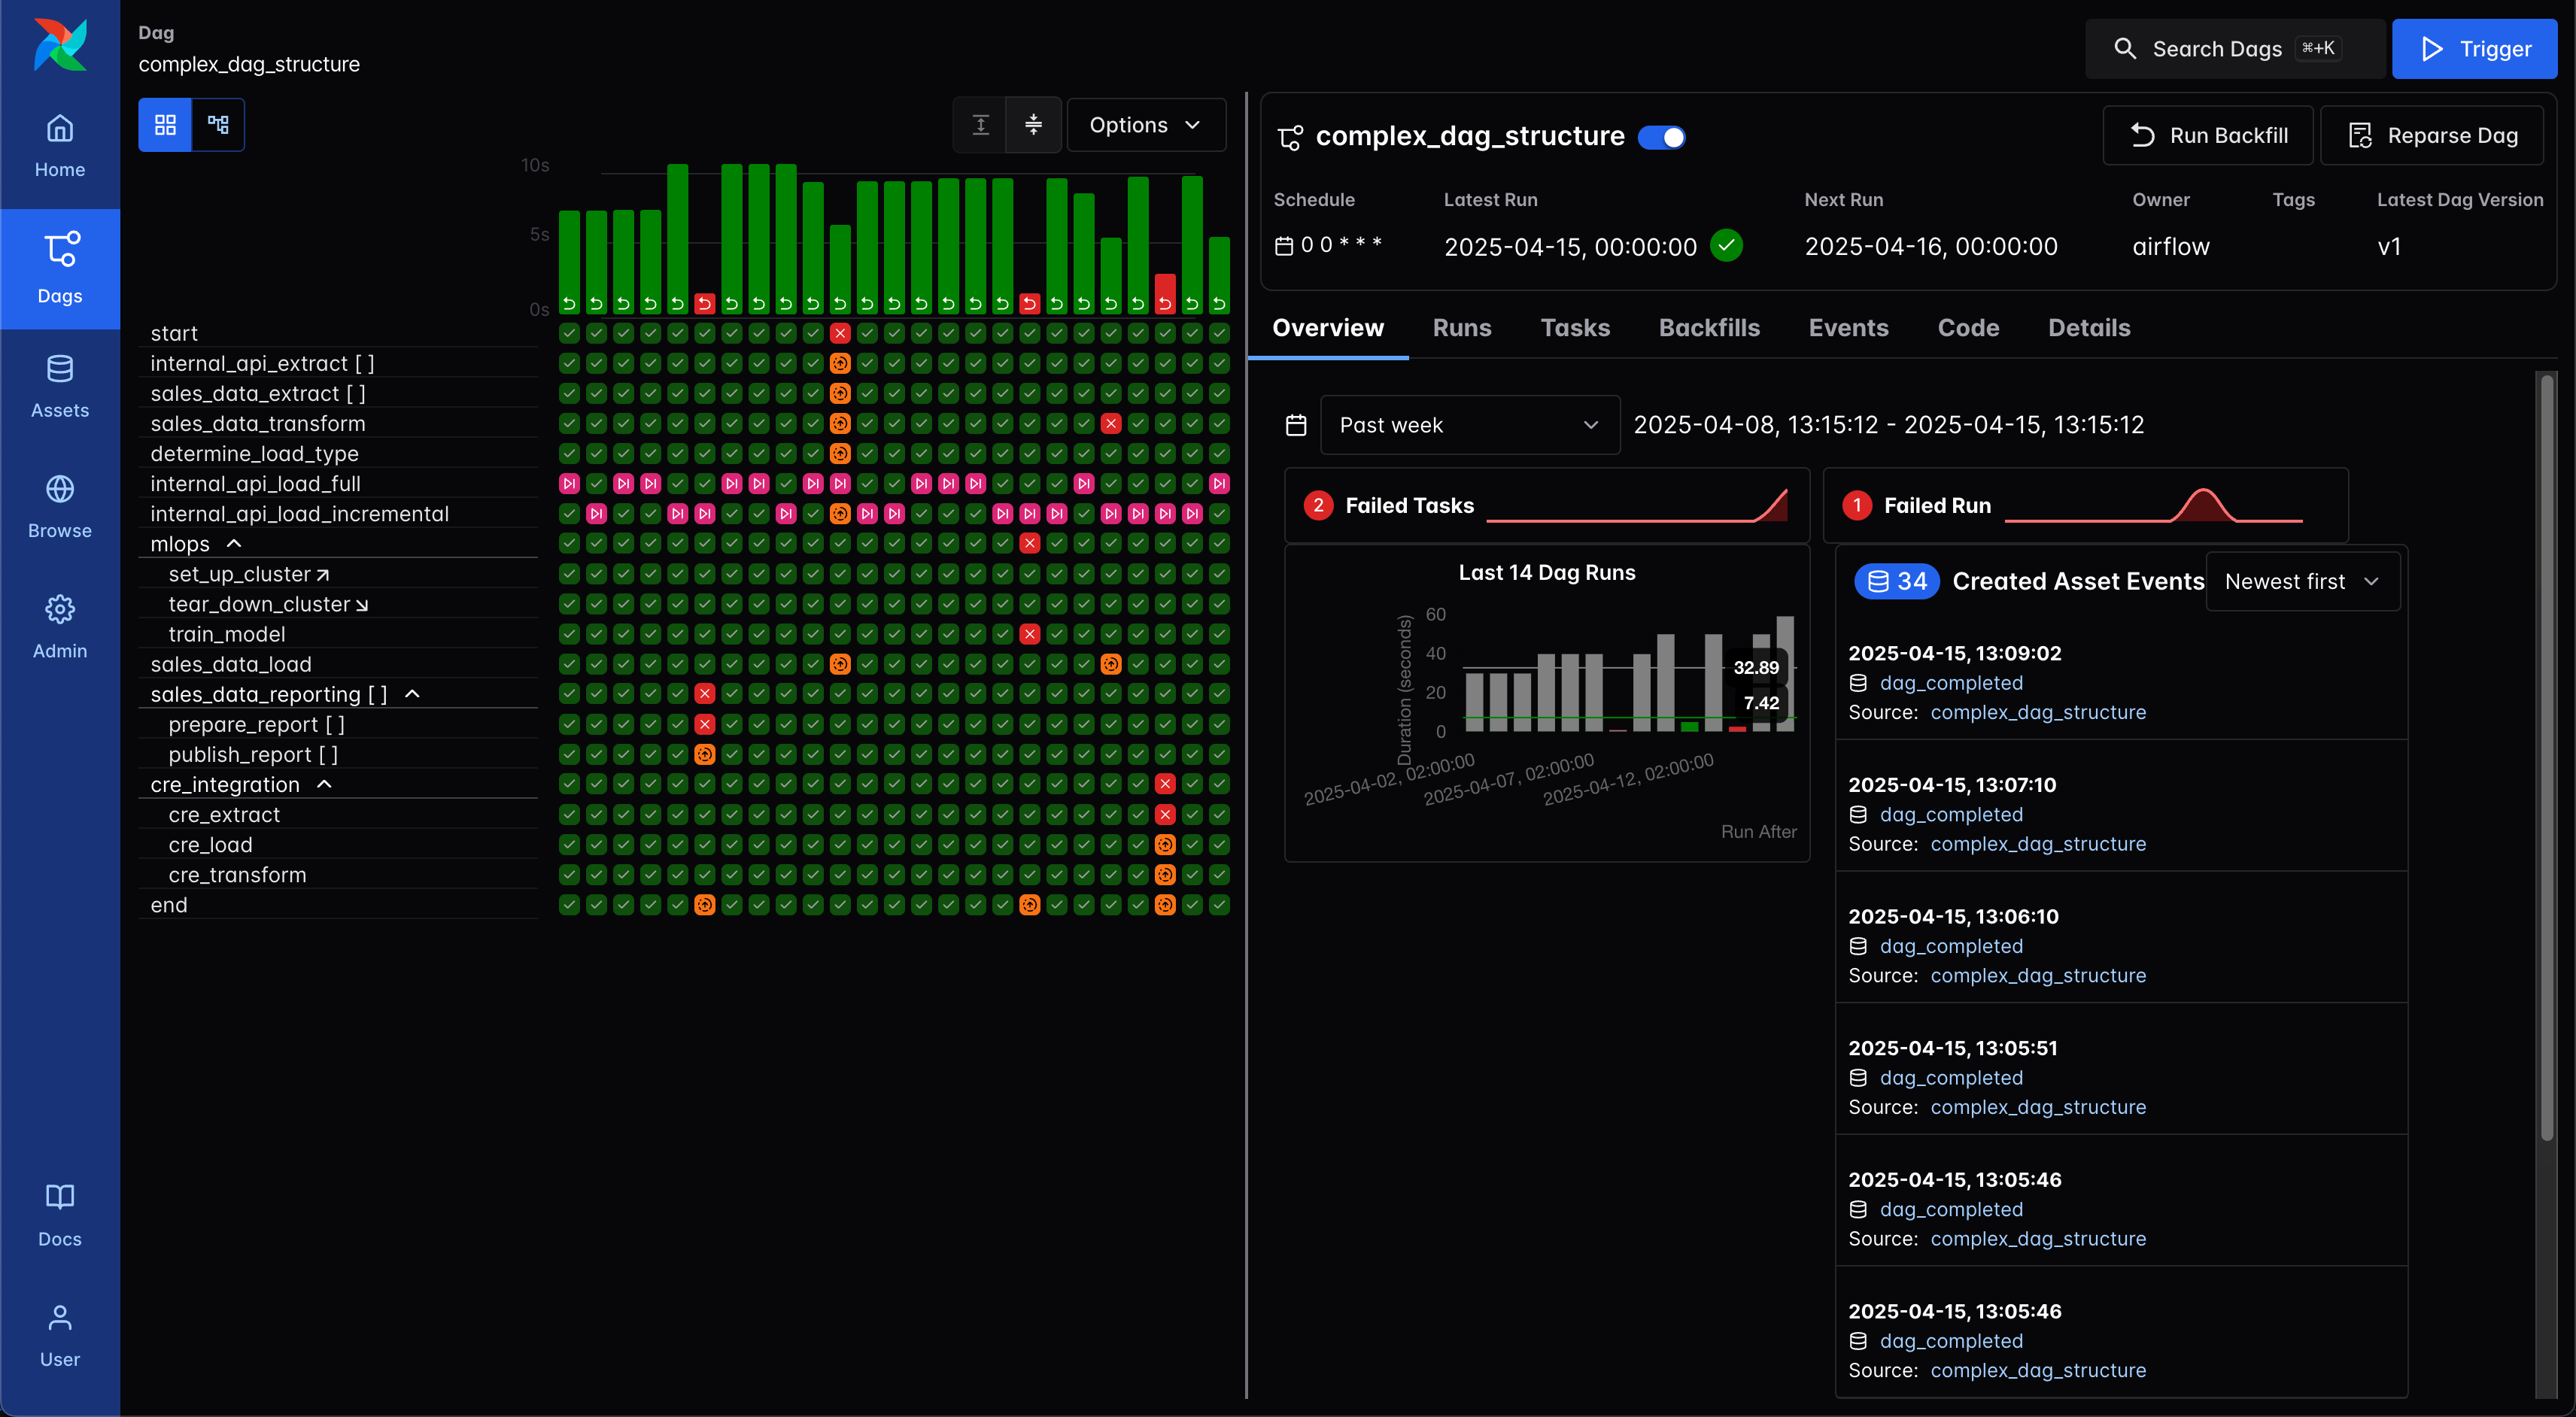 Home
Dags
Assets
Browse
Admin
Docs
User
Dag
complex_dag_structure
Search Dags ⌘+K
Trigger
Options
10s
5s
0s
start
internal_api_extract [ ]
sales_data_extract [ ]
sales_data_transform
determine_load_type
internal_api_load_full
internal_api_load_incremental
mlops
set_up_cluster
tear_down_cluster
train_model
sales_data_load
sales_data_reporting [ ]
prepare_report [ ]
publish_report [ ]
cre_integration
cre_extract
cre_load
cre_transform
end
complex_dag_structure
Run Backfill
Reparse Dag
Schedule
Latest Run
Next Run
Owner
Tags
Latest Dag Version
0 0 * * *
2025-04-15, 00:00:00
2025-04-16, 00:00:00
airflow
v1
Overview
Runs
Tasks
Backfills
Events
Code
Details
Past week
2025-04-08, 13:15:12 - 2025-04-15, 13:15:12
2 Failed Tasks
1 Failed Run
Last 14 Dag Runs
Duration (seconds)
60
40
20
0
32.89
7.42
2025-04-02, 02:00:00
2025-04-07, 02:00:00
2025-04-12, 02:00:00
Run After
34 Created Asset Events
Newest first
2025-04-15, 13:09:02
dag_completed
Source: complex_dag_structure
2025-04-15, 13:07:10
dag_completed
Source: complex_dag_structure
2025-04-15, 13:06:10
dag_completed
Source: complex_dag_structure
2025-04-15, 13:05:51
dag_completed
Source: complex_dag_structure
2025-04-15, 13:05:46
dag_completed
Source: complex_dag_structure
2025-04-15, 13:05:46
dag_completed
Source: complex_dag_structure